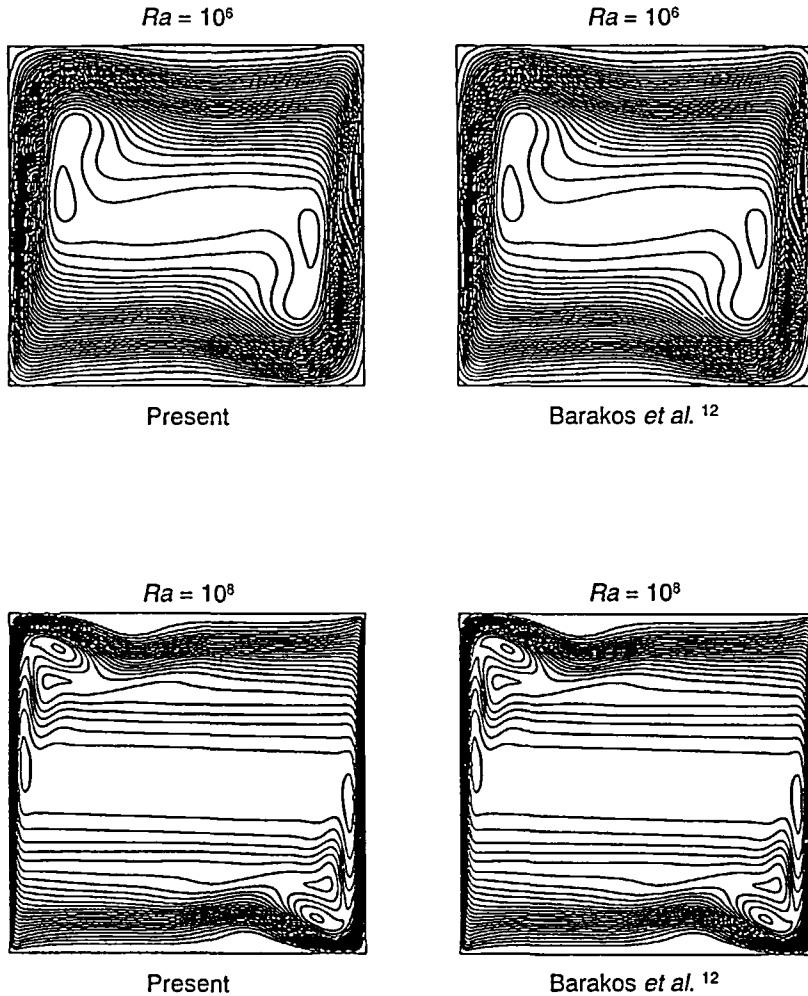 Ra = 10⁶
Ra = 10⁶
Present
Barakos et al. ¹²
Ra = 10⁸
Ra = 10⁸
Present
Barakos et al. ¹²